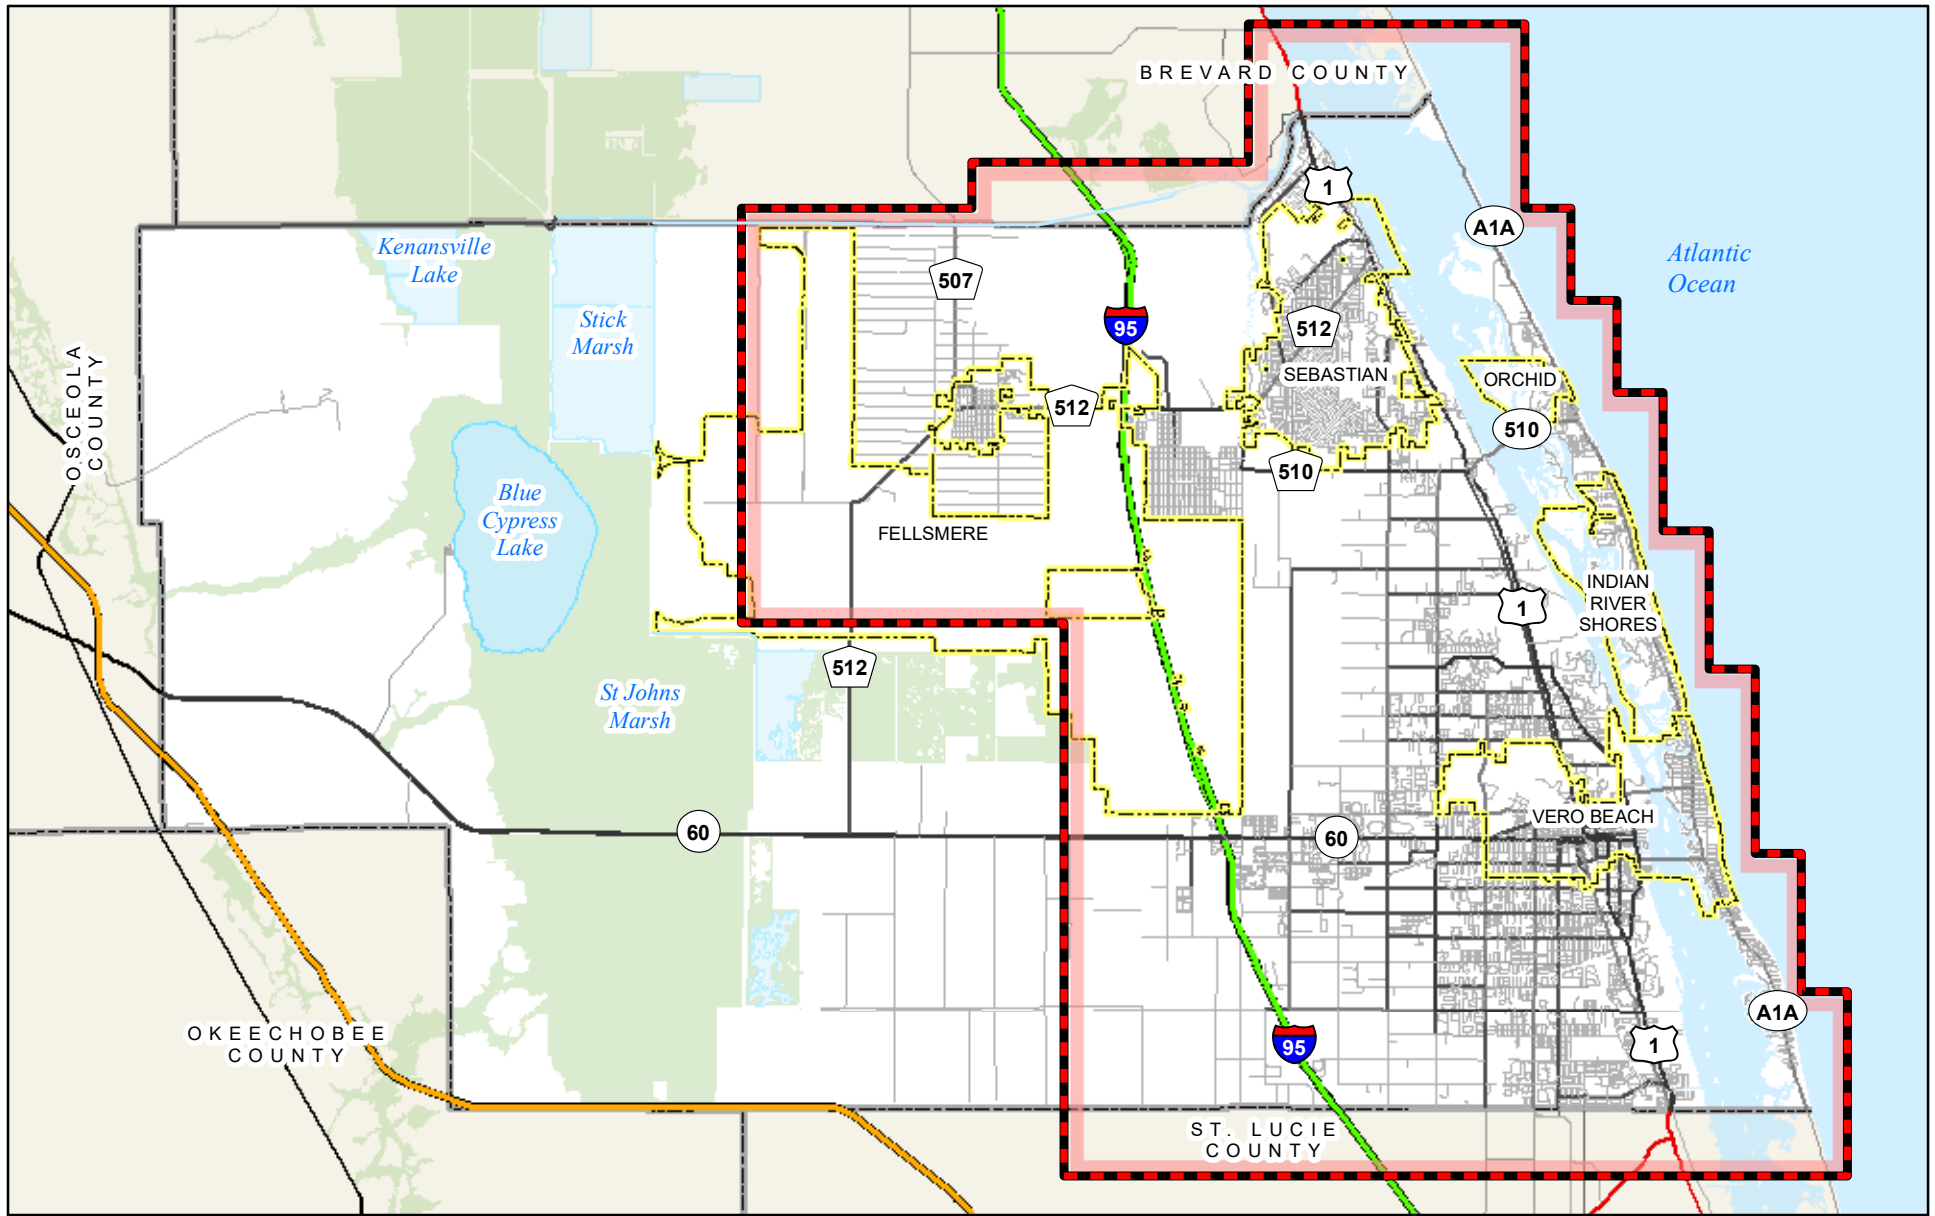 BREVARD COUNTY
1
A1A
Atlantic
Ocean
Kenansville
Lake
507
Stick
Marsh
95
512
OSCEOLA
COUNTY
SEBASTIAN
ORCHID
512
510
510
Blue
Cypress
Lake
FELLSMERE
INDIAN
RIVER
SHORES
1
512
St Johns
Marsh
VERO BEACH
60
60
A1A
OKEECHOBEE
COUNTY
95
1
ST. LUCIE
COUNTY